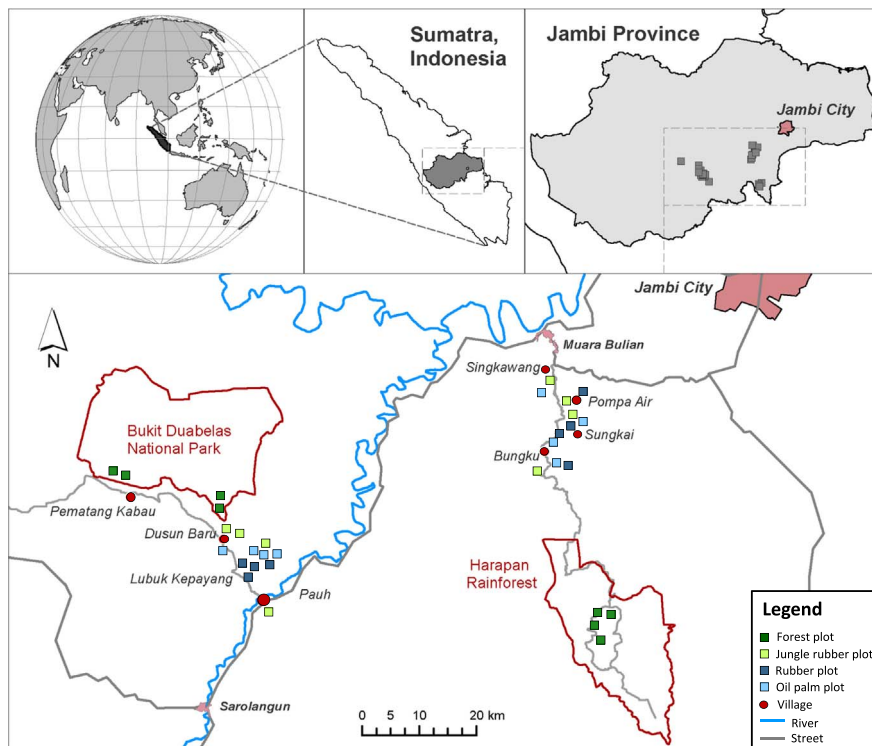 Sumatra,
Indonesia
Jambi Province
Jambi City
Jambi City
N
Muara Bulian
Singkawang
Pompa Air
Sungkai
Bungku
Bukit Duabelas
National Park
Pematang Kabau
Dusun Baru
Lubuk Kepayang
Pauh
Harapan
Rainforest
Sarolangun
0 5 10 20 km
Legend
Forest plot
Jungle rubber plot
Rubber plot
Oil palm plot
Village
River
Street